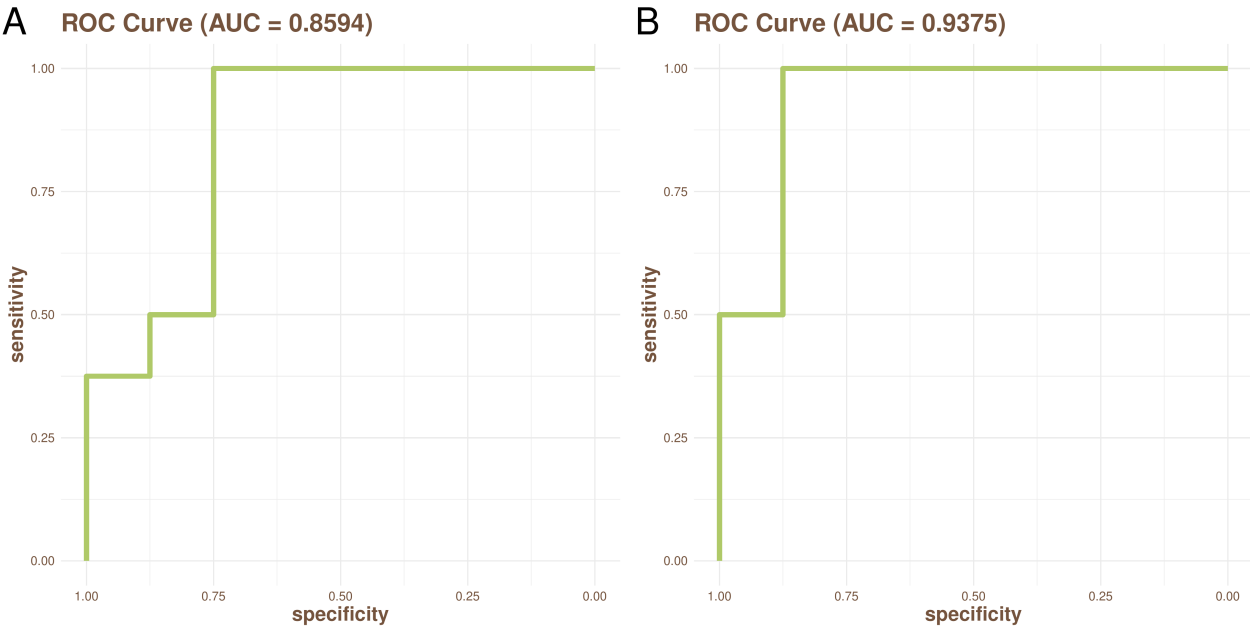 A
ROC Curve (AUC = 0.8594)
1.00
0.75
0.50
0.25
0.00
sensitivity
1.00 0.75 0.50 0.25 0.00
specificity
B
ROC Curve (AUC = 0.9375)
1.00
0.75
0.50
0.25
0.00
sensitivity
1.00 0.75 0.50 0.25 0.00
specificity